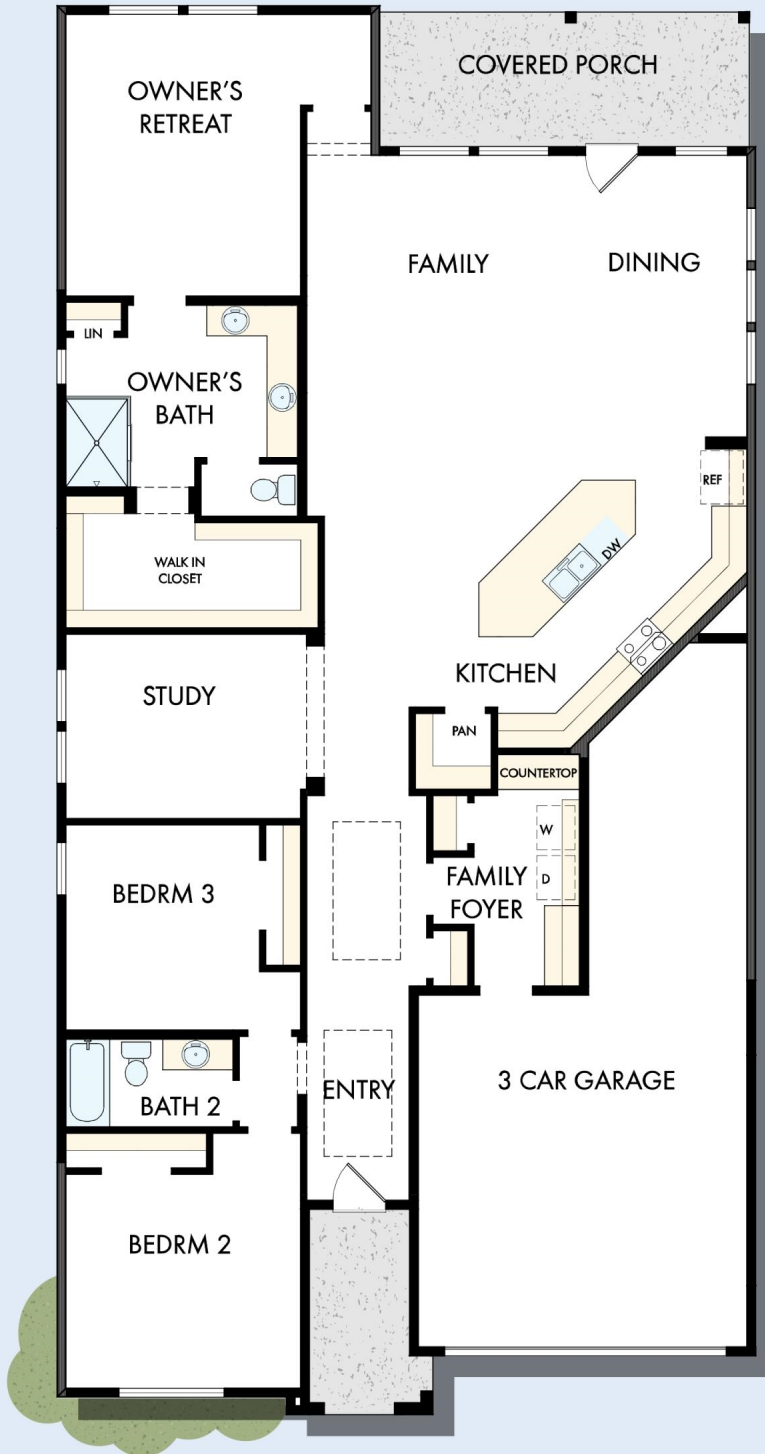 COVERED PORCH
OWNER'S
RETREAT
FAMILY
DINING
LIN
OWNER'S
BATH
REF
DW
WALK IN
CLOSET
KITCHEN
STUDY
PAN
COUNTERTOP
W
D
FAMILY
FOYER
BEDRM 3
3 CAR GARAGE
ENTRY
BATH 2
BEDRM 2